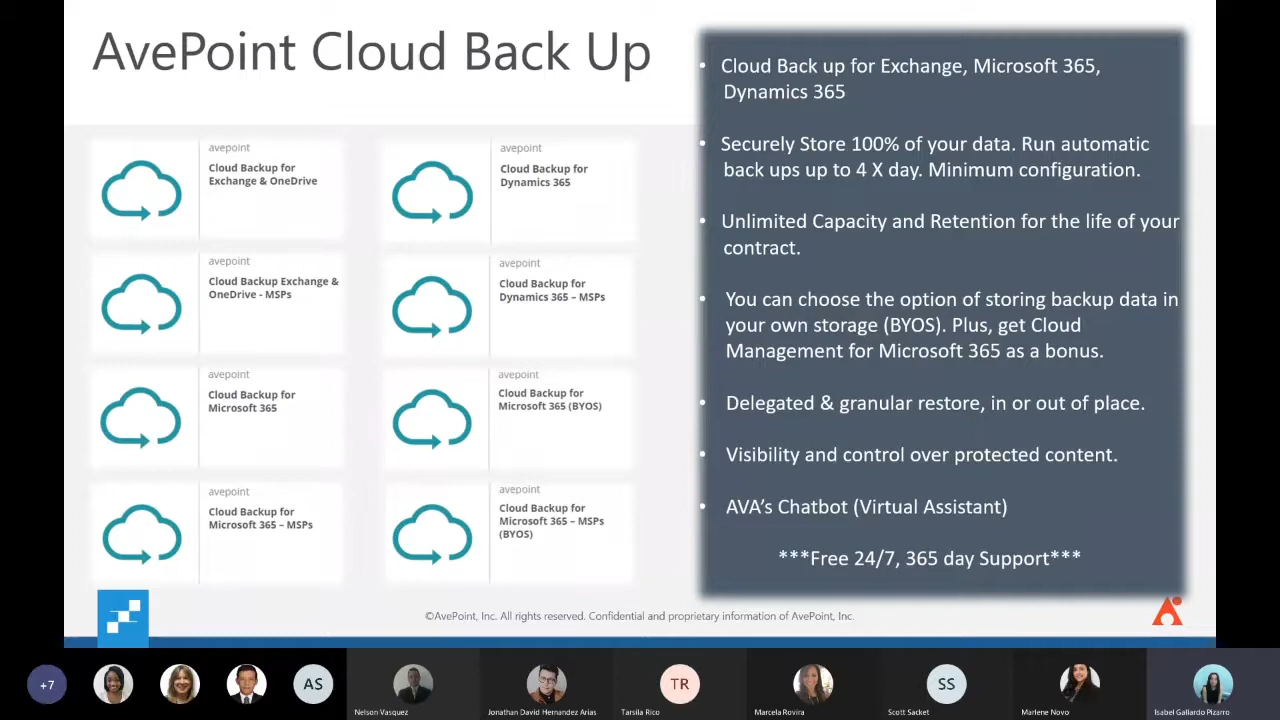 AvePoint Cloud Back Up
avepoint
Cloud Backup for
Exchange & OneDrive
avepoint
Cloud Backup for
Dynamics 365
avepoint
Cloud Backup Exchange &
OneDrive - MSPs
avepoint
Cloud Backup for
Dynamics 365 – MSPs
avepoint
Cloud Backup for
Microsoft 365
avepoint
Cloud Backup for
Microsoft 365 (BYOS)
avepoint
Cloud Backup for
Microsoft 365 – MSPs
avepoint
Cloud Backup for
Microsoft 365 – MSPs
(BYOS)
• Cloud Back up for Exchange, Microsoft 365,
Dynamics 365
• Securely Store 100% of your data. Run automatic
back ups up to 4 X day. Minimum configuration.
• Unlimited Capacity and Retention for the life of your
contract.
• You can choose the option of storing backup data in
your own storage (BYOS). Plus, get Cloud
Management for Microsoft 365 as a bonus.
• Delegated & granular restore, in or out of place.
• Visibility and control over protected content.
• AVA’s Chatbot (Virtual Assistant)
***Free 24/7, 365 day Support***
©AvePoint, Inc. All rights reserved. Confidential and proprietary information of AvePoint, Inc.
+7
AS
Nelson Vasquez
Jonathan David Hernandez Arias
TR
Tarsila Rico
Marcela Rovira
SS
Scott Sacket
Marlene Novo
Isabel Gallardo Pizarro